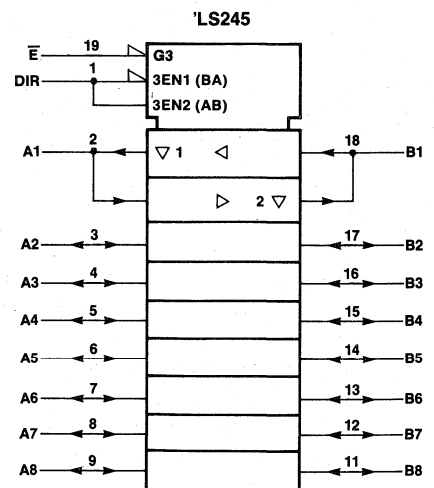 'LS245
E̅ 19 G3
DIR 1 3EN1 (BA)
3EN2 (AB)
A1 2 1 18 B1
2
A2 3 17 B2
A3 4 16 B3
A4 5 15 B4
A5 6 14 B5
A6 7 13 B6
A7 8 12 B7
A8 9 11 B8